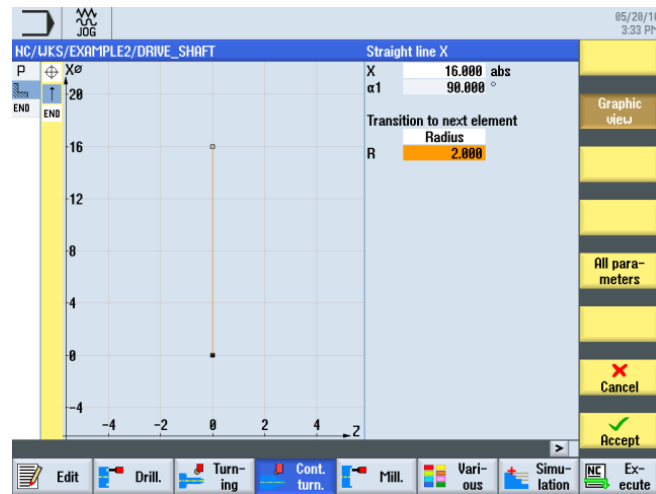 JOG
05/20/10
3:33 PM
NC/WKS/EXAMPLE2/DRIVE_SHAFT
Straight line X
P
END
END
XØ
20
16
12
8
4
0
-4
-4 -2 0 2 4 Z
X 16.000 abs
α1 90.000 °
Transition to next element
Radius
R 2.000
Graphic
view
All para-
meters
Cancel
Accept
>
Edit
Drill.
Turn-
ing
Cont.
turn.
Mill.
Vari-
ous
Simu-
lation
NC
Ex-
ecute